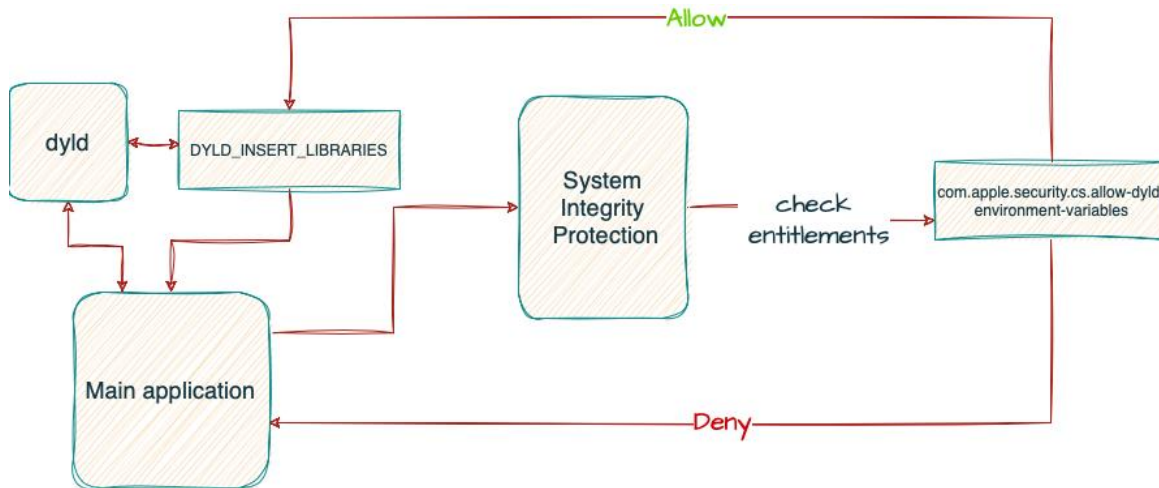 Allow
dyld
DYLD_INSERT_LIBRARIES
System
Integrity
Protection
check
entitlements
com.apple.security.cs.allow-dyld
environment-variables
Main application
Deny